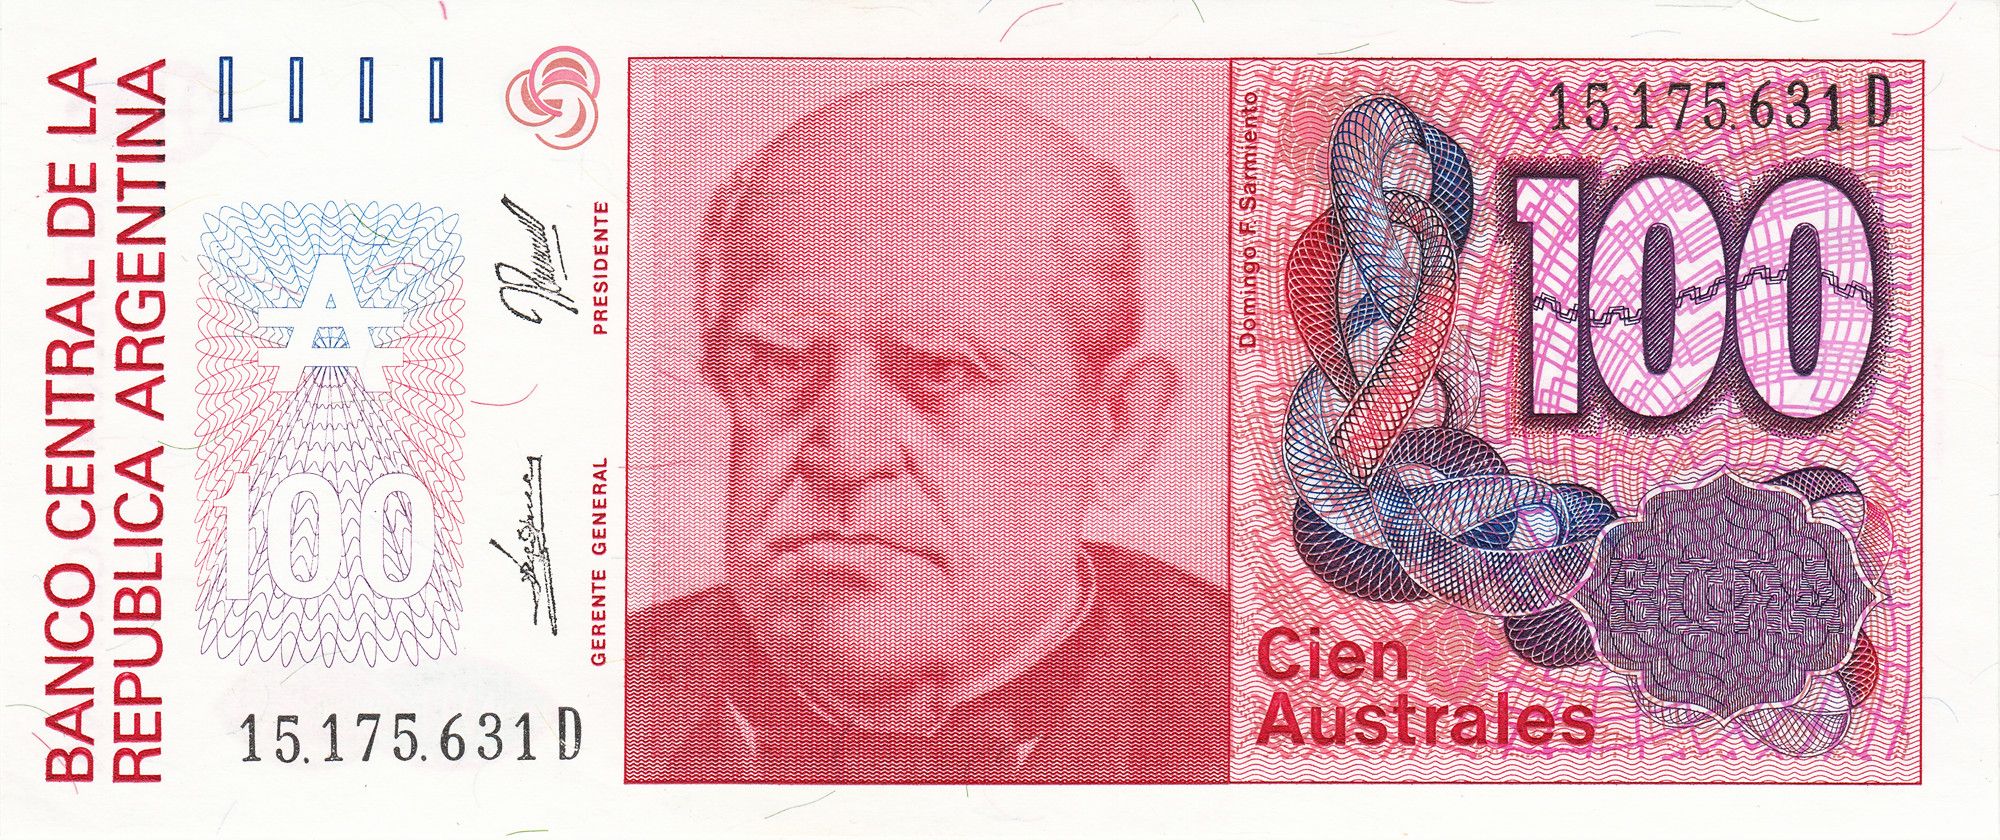 BANCO CENTRAL DE LA
REPUBLICA ARGENTINA
₳
100
15.175.631 D
PRESIDENTE
GERENTE GENERAL
Domingo F. Sarmiento
15.175.631 D
100
Cien
Australes